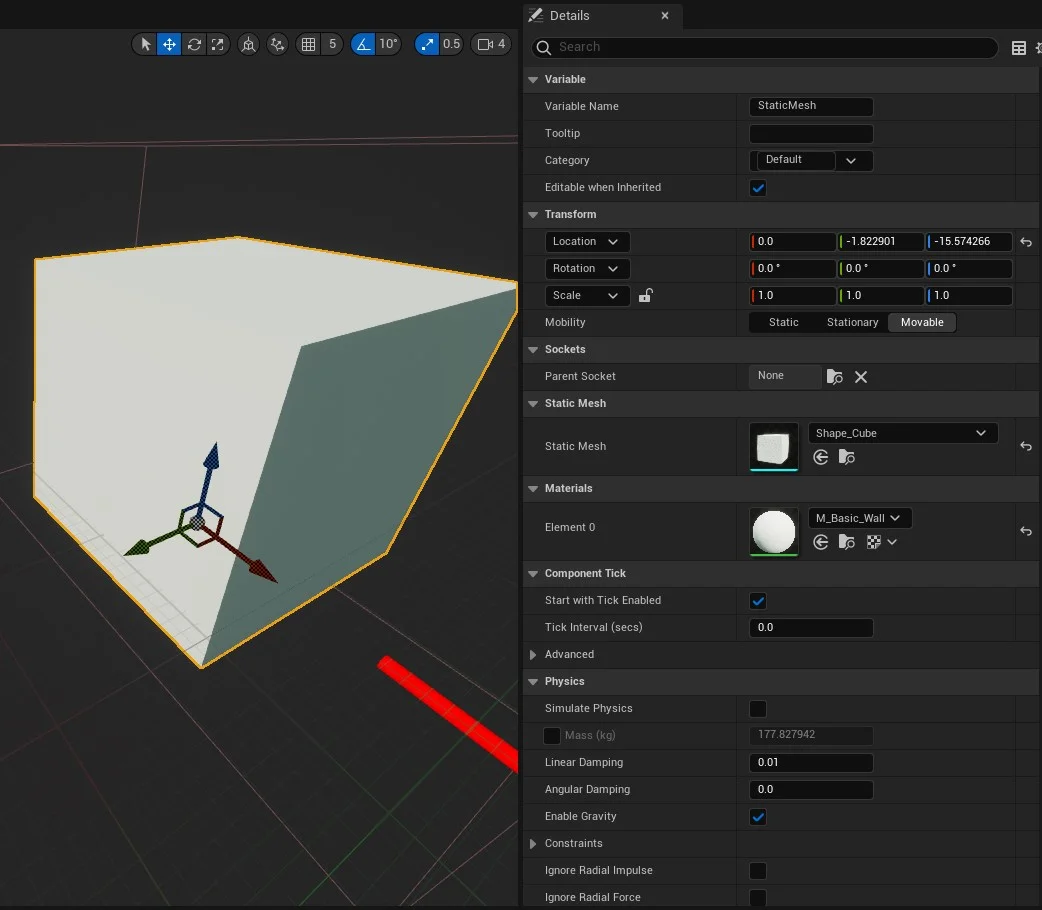 Details
5 10° 0.5 4
Search
Variable
Variable Name StaticMesh
Tooltip
Category Default
Editable when Inherited
Transform
Location 0.0 -1.822901 -15.574266
Rotation 0.0 ° 0.0 ° 0.0 °
Scale 1.0 1.0 1.0
Mobility Static Stationary Movable
Sockets
Parent Socket None
Static Mesh
Static Mesh Shape_Cube
Materials
Element 0 M_Basic_Wall
Component Tick
Start with Tick Enabled
Tick Interval (secs) 0.0
Advanced
Physics
Simulate Physics
Mass (kg) 177.827942
Linear Damping 0.01
Angular Damping 0.0
Enable Gravity
Constraints
Ignore Radial Impulse
Ignore Radial Force